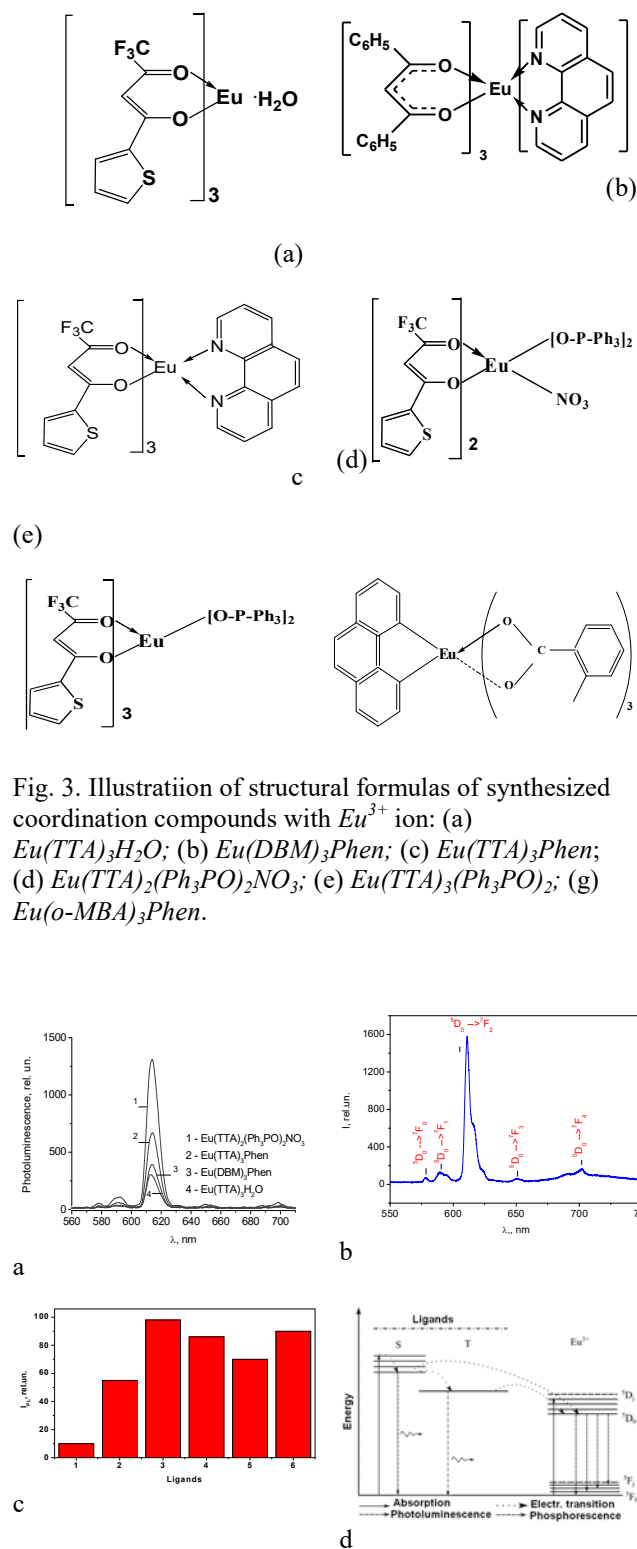 F₃C
O
O
Eu ·H₂O
S
3
(a)
C₆H₅
O
O
C₆H₅
3
Eu
N
N
(b)
F₃C
O
O
S
3
Eu
N
N
c
(d)
F₃C
O
O
S
2
Eu
[O-P-Ph₃]₂
NO₃
(e)
F₃C
O
O
S
3
Eu
[O-P-Ph₃]₂
Eu
O
C
O
3
Fig. 3. Illustratiion of structural formulas of synthesized
coordination compounds with Eu³⁺ ion: (a)
Eu(TTA)₃H₂O; (b) Eu(DBM)₃Phen; (c) Eu(TTA)₃Phen;
(d) Eu(TTA)₂(Ph₃PO)₂NO₃; (e) Eu(TTA)₃(Ph₃PO)₂; (g)
Eu(o-MBA)₃Phen.
Photoluminescence, rel. un.
1500
1000
500
0
1
2
3
4
1 - Eu(TTA)₂(Ph₃PO)₂NO₃
2 - Eu(TTA)₃Phen
3 - Eu(DBM)₃Phen
4 - Eu(TTA)₃H₂O
560 580 600 620 640 660 680 700
λ, nm
a
I, rel.un.
1600
1200
800
400
0
⁵D₀ -->⁷F₂
⁵D₀-->⁷F₀
⁵D₀-->⁷F₁
⁵D₀-->⁷F₃
⁵D₀-->⁷F₄
550 600 650 700
λ,, nm
b
I_PL, rel.un.
100
80
60
40
20
0
1 2 3 4 5 6
Ligands
c
Energy
Ligands
S T Eu³⁺
⁵D₀
Absorption
Electr. transition
Photoluminescence
Phosphorescence
d